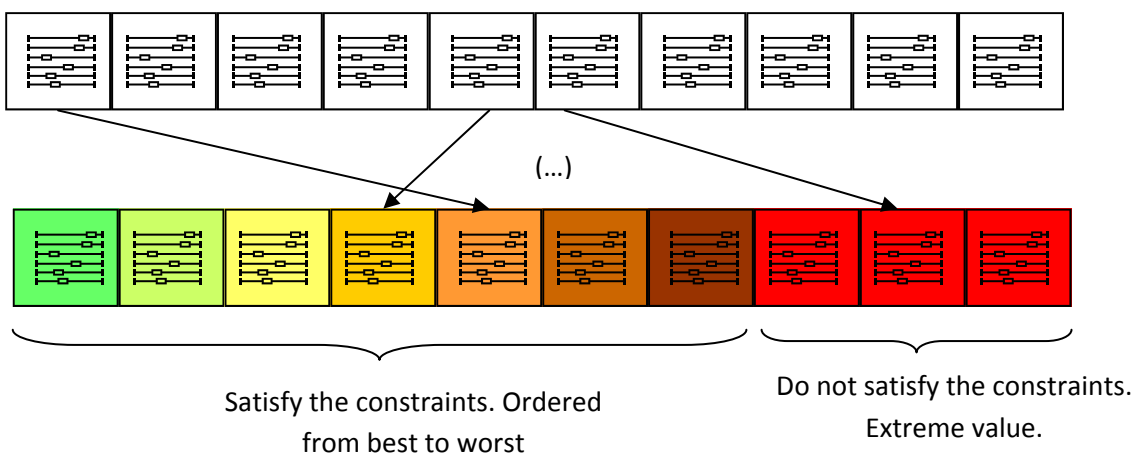 (...)
Satisfy the constraints. Ordered
from best to worst
Do not satisfy the constraints.
Extreme value.